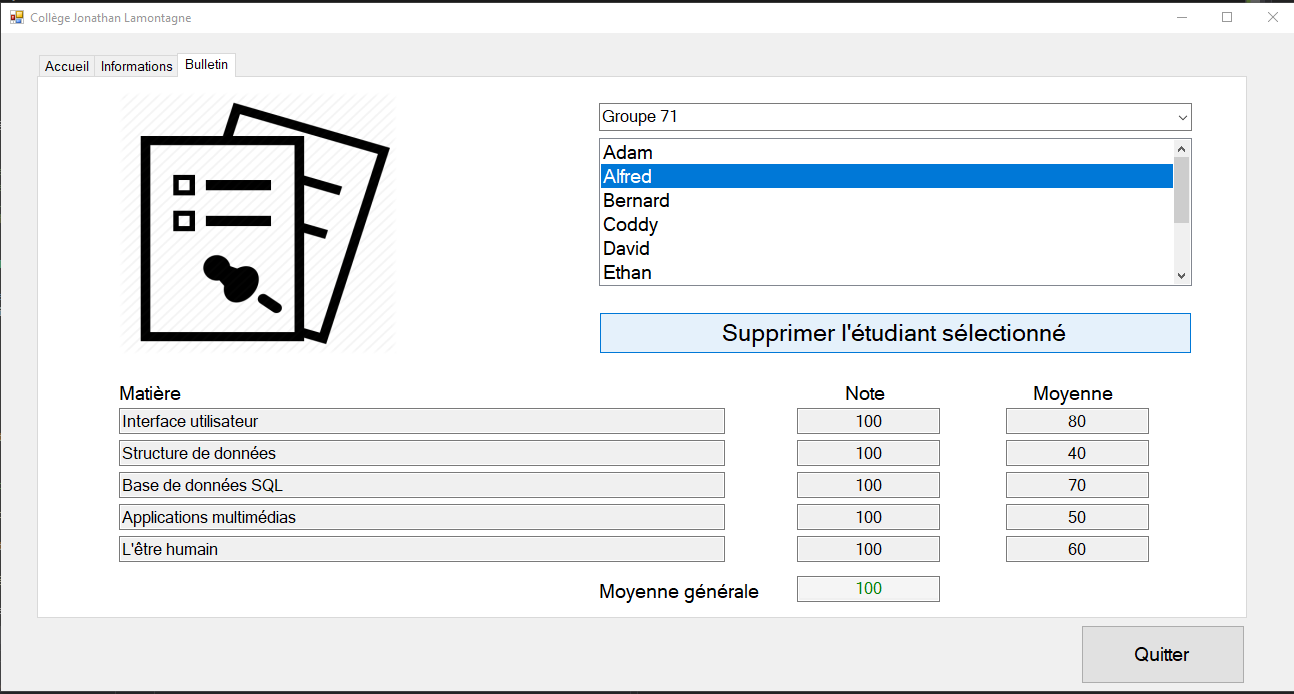 Collège Jonathan Lamontagne
Accueil Informations Bulletin
Groupe 71
Adam
Alfred
Bernard
Coddy
David
Ethan
Supprimer l'étudiant sélectionné
Matière Note Moyenne
Interface utilisateur 100 80
Structure de données 100 40
Base de données SQL 100 70
Applications multimédias 100 50
L'être humain 100 60
Moyenne générale 100
Quitter